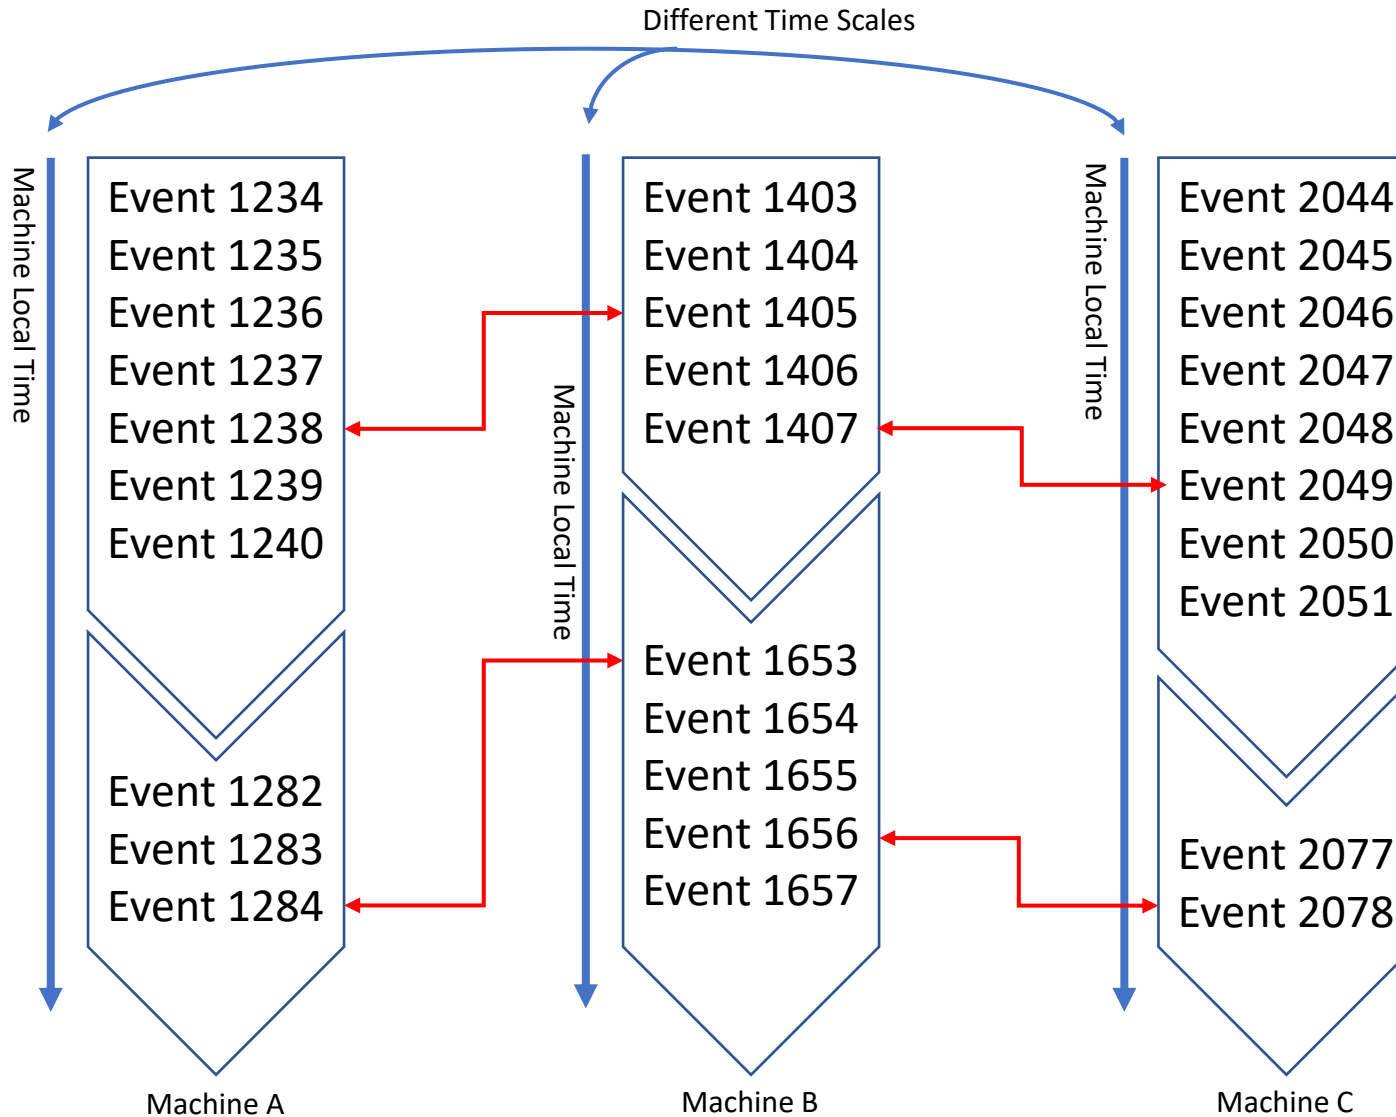 Different Time Scales
Machine Local Time
Event 1234
Event 1235
Event 1236
Event 1237
Event 1238
Event 1239
Event 1240
Event 1282
Event 1283
Event 1284
Machine A
Machine Local Time
Event 1403
Event 1404
Event 1405
Event 1406
Event 1407
Event 1653
Event 1654
Event 1655
Event 1656
Event 1657
Machine B
Machine Local Time
Event 2044
Event 2045
Event 2046
Event 2047
Event 2048
Event 2049
Event 2050
Event 2051
Event 2077
Event 2078
Machine C